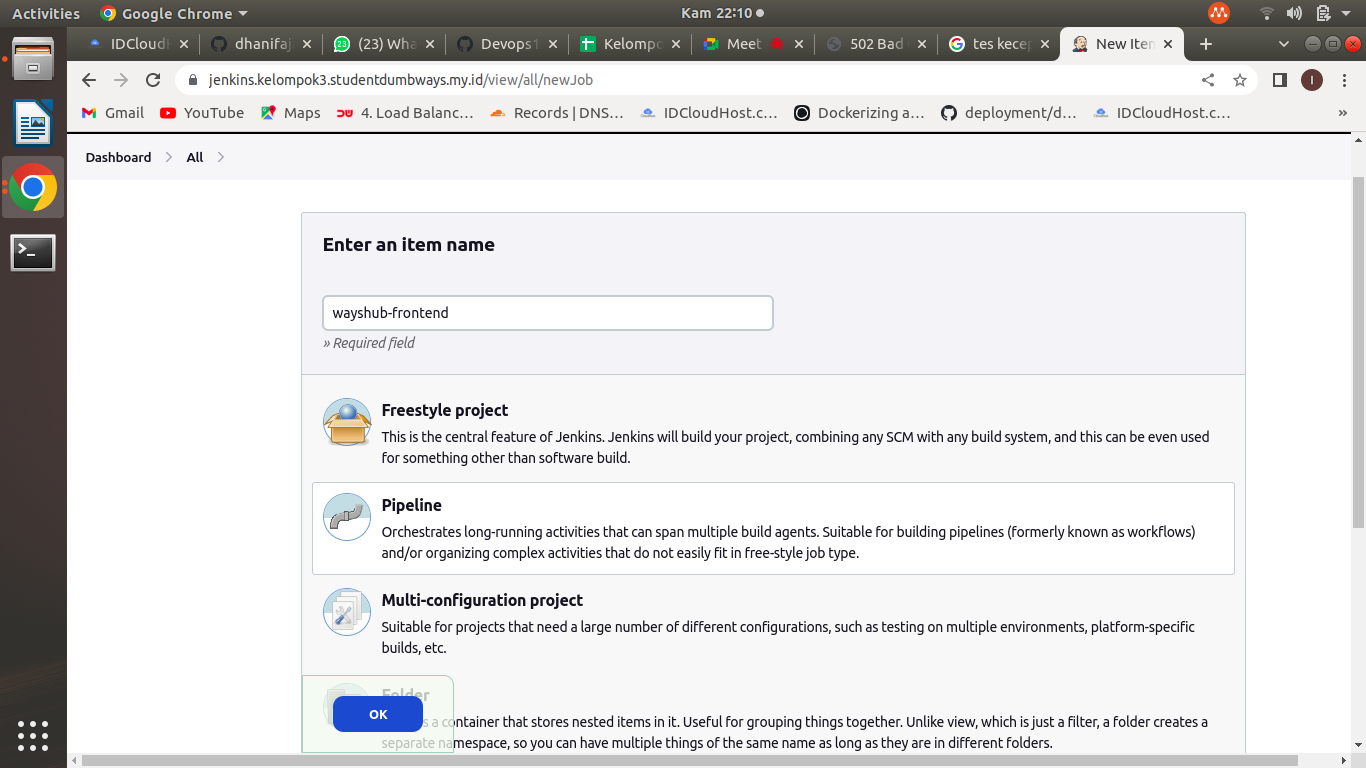 Activities Google Chrome Kam 22:10
IDCloudH dhanifaj (23) Wha Devops1 Kelompo Meet 502 Bad tes kecep New Item
jenkins.kelompok3.studentdumbways.my.id/view/all/newJob
Gmail YouTube Maps 4. Load Balanc… Records | DNS… IDCloudHost.c… Dockerizing a… deployment/d… IDCloudHost.c… »
Dashboard All
Enter an item name
wayshub-frontend
» Required field
Freestyle project
This is the central feature of Jenkins. Jenkins will build your project, combining any SCM with any build system, and this can be even used
for something other than software build.
Pipeline
Orchestrates long-running activities that can span multiple build agents. Suitable for building pipelines (formerly known as workflows)
and/or organizing complex activities that do not easily fit in free-style job type.
Multi-configuration project
Suitable for projects that need a large number of different configurations, such as testing on multiple environments, platform-specific
builds, etc.
Folder
OK
s a container that stores nested items in it. Useful for grouping things together. Unlike view, which is just a filter, a folder creates a
separate namespace, so you can have multiple things of the same name as long as they are in different folders.